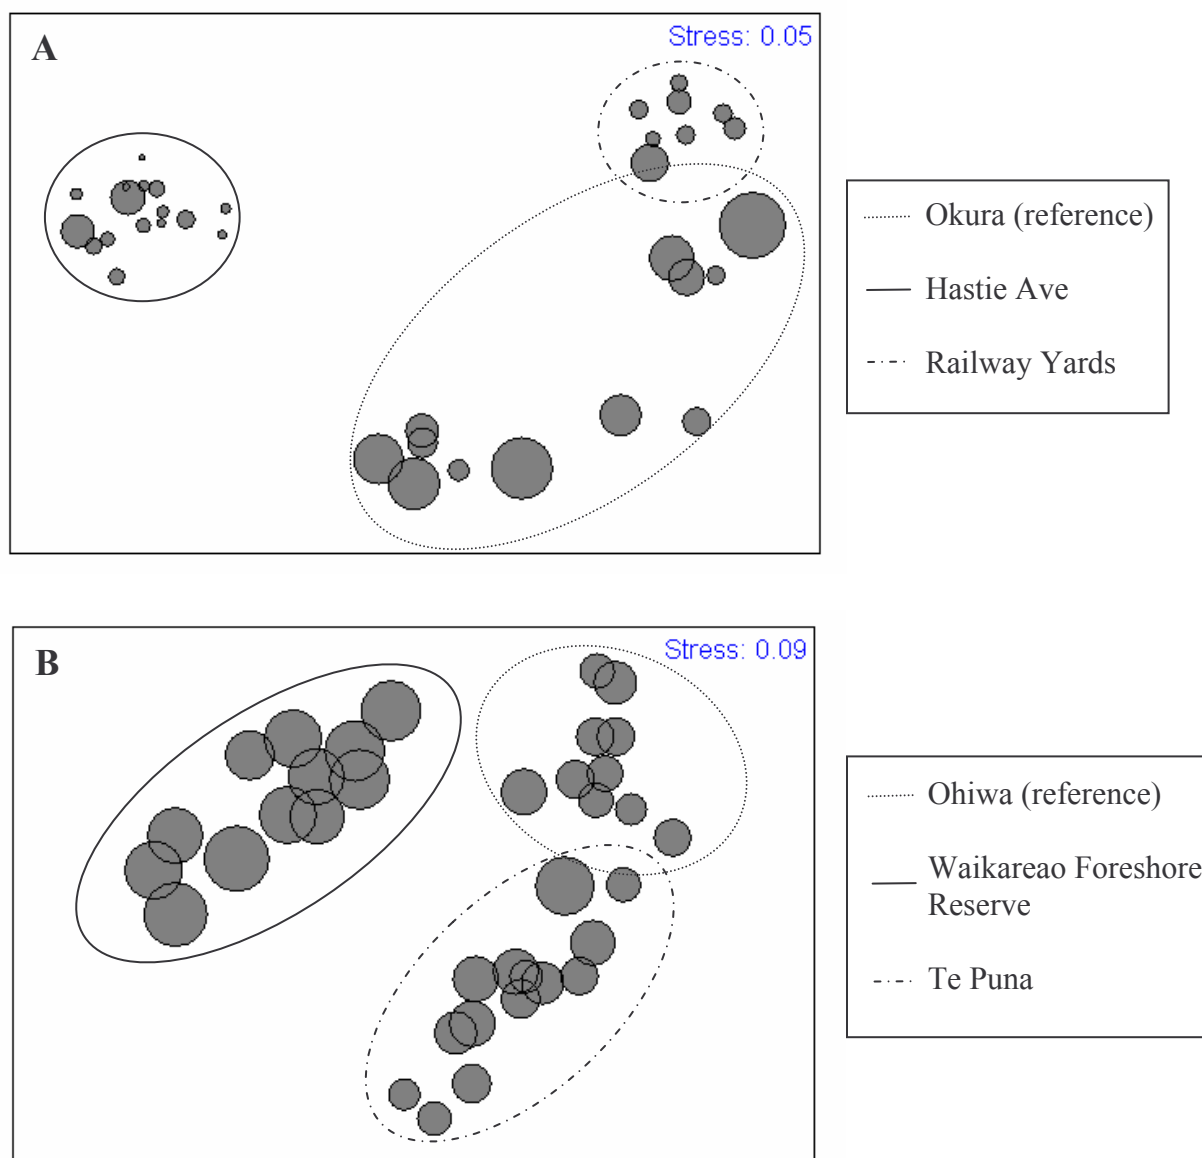 A
Stress: 0.05
Okura (reference)
Hastie Ave
Railway Yards
B
Stress: 0.09
Ohiwa (reference)
Waikareao Foreshore
Reserve
Te Puna